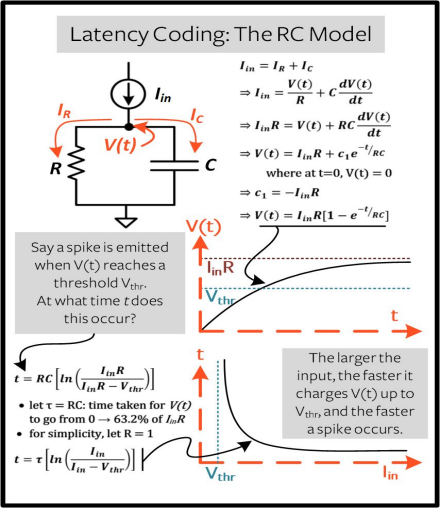 Latency Coding: The RC Model
I_in
I_R
I_C
V(t)
R
C
I_in = I_R + I_C
⇒ I_in = V(t)/R + C dV(t)/dt
⇒ I_in R = V(t) + RC dV(t)/dt
⇒ V(t) = I_in R + c₁e^(-t/RC)
where at t=0, V(t) = 0
⇒ c₁ = −I_in R
⇒ V(t) = I_in R[1 − e^(-t/RC)]
Say a spike is emitted
when V(t) reaches a
threshold V_thr.
At what time t does
this occur?
V(t)
I_in R
V_thr
t
t = RC [ln(I_in R / (I_in R − V_thr))]
• let τ = RC: time taken for V(t)
to go from 0 → 63.2% of I_in R
• for simplicity, let R = 1
t = τ [ln(I_in / (I_in − V_thr))]
t
The larger the
input, the faster it
charges V(t) up to
V_thr, and the faster
a spike occurs.
V_thr
I_in